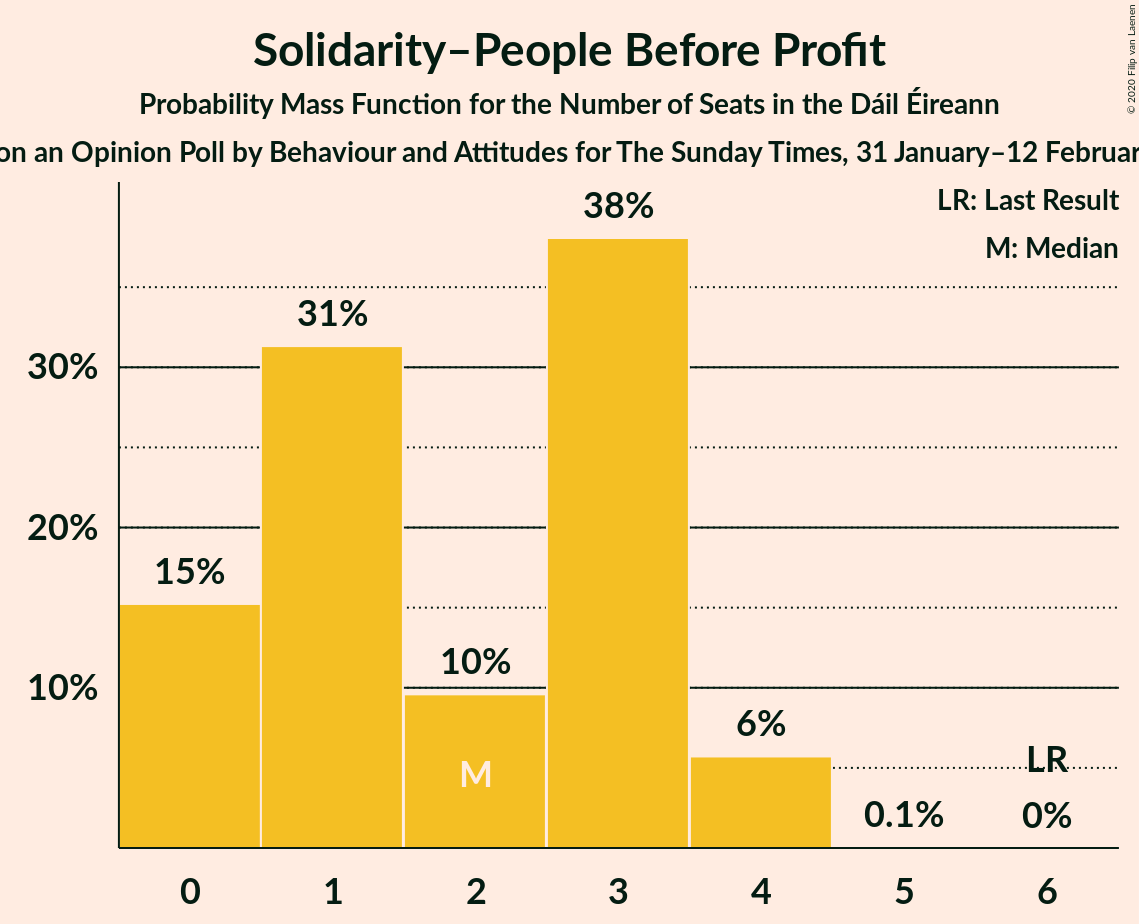 Solidarity–People Before Profit
Probability Mass Function for the Number of Seats in the Dáil Éireann
on an Opinion Poll by Behaviour and Attitudes for The Sunday Times, 31 January–12
© 2020 Filip van Laenen
LR: Last Result
M: Median
38%
31%
30%
20%
15%
10%
10%
6%
M
LR
0.1%
0%
0 1 2 3 4 5 6